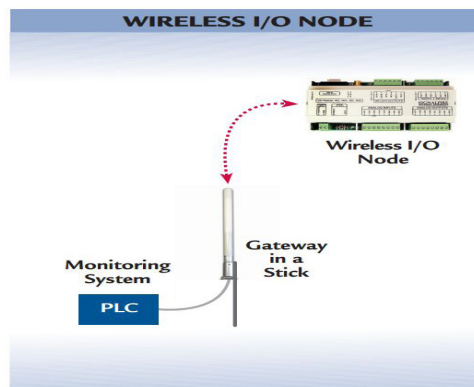 WIRELESS I/O NODE
Wireless I/O
Node
Gateway
in a
Stick
Monitoring
System
PLC